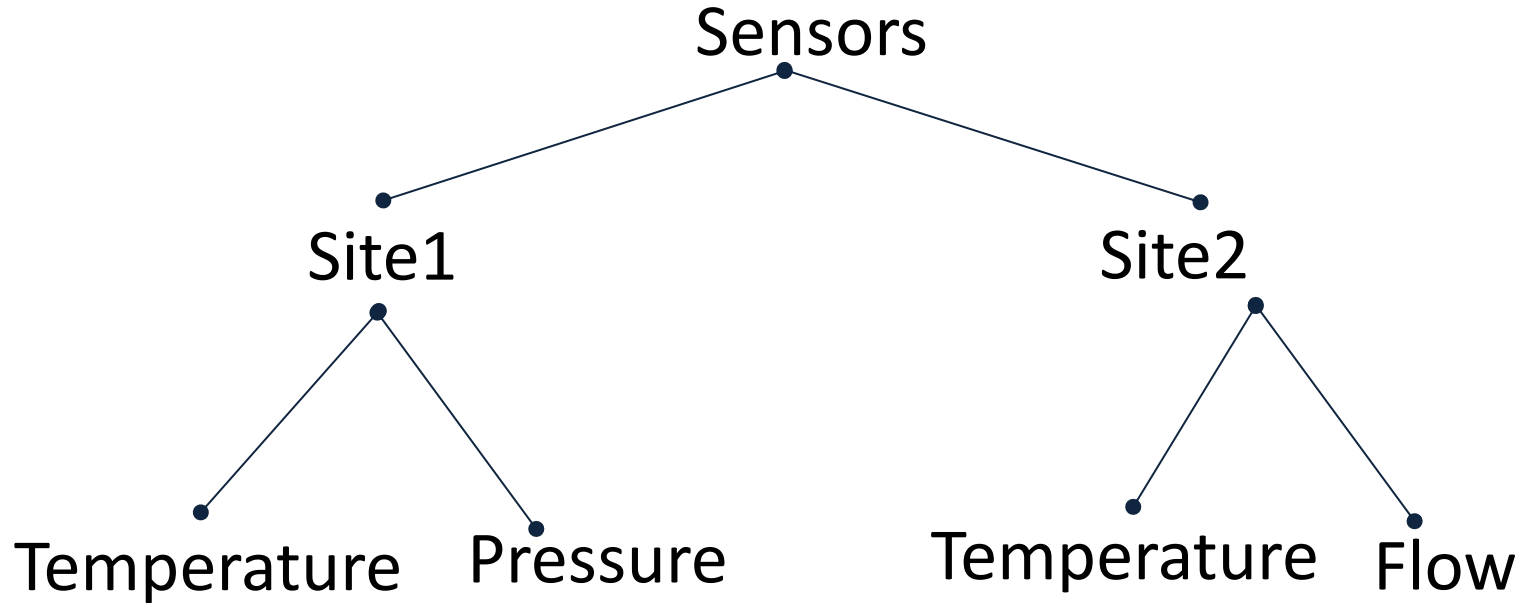 Sensors
Site1
Site2
Temperature
Pressure
Temperature
Flow